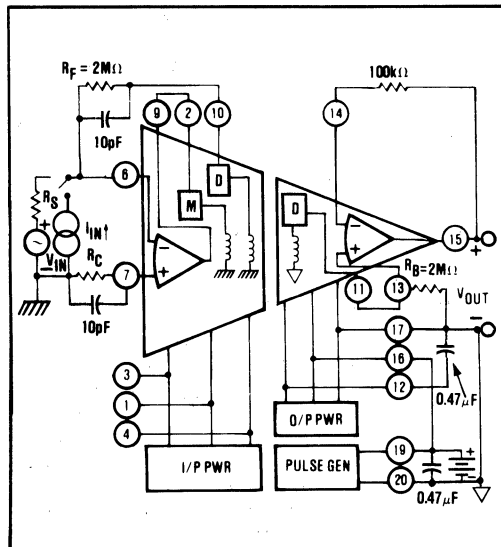 R_F = 2MΩ
100kΩ
9
2
10
14
10pF
D
6
M
D
R_S
+
I_IN↑
−
+
−
+
15
+
V_IN
−
R_C
7
R_B=2MΩ
11
13
V_OUT
10pF
17
−
3
16
1
12
0.47μF
4
O/P PWR
I/P PWR
PULSE GEN
19
+
−
20
0.47μF